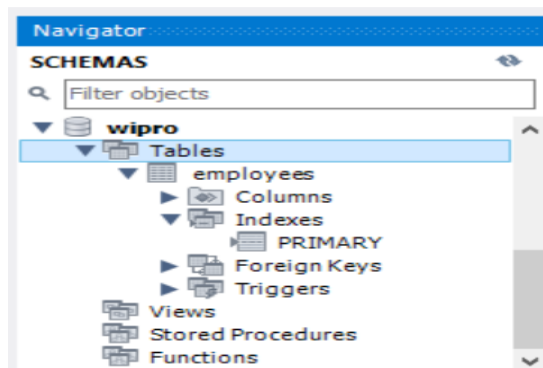 Navigator
SCHEMAS
Filter objects
wipro
Tables
employees
Columns
Indexes
PRIMARY
Foreign Keys
Triggers
Views
Stored Procedures
Functions